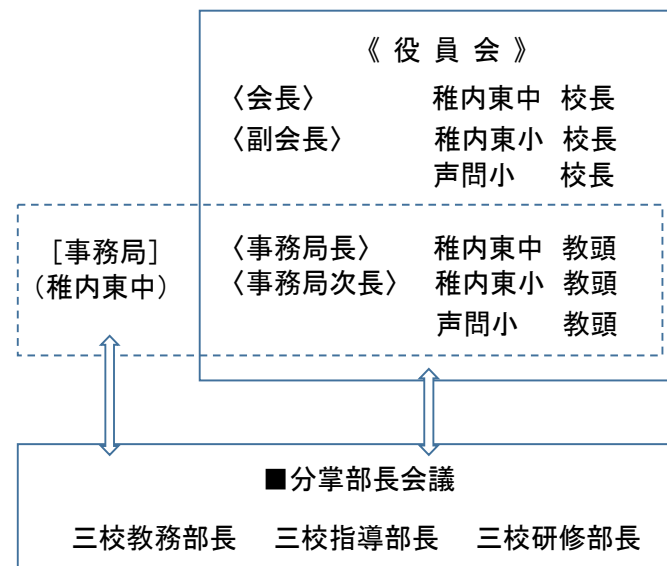 《 役 員 会 》
〈会長〉 稚内東中 校長
〈副会長〉 稚内東小 校長
声問小 校長
[事務局]
(稚内東中)
〈事務局長〉 稚内東中 教頭
〈事務局次長〉 稚内東小 教頭
声問小 教頭
■分掌部長会議
三校教務部長 三校指導部長 三校研修部長